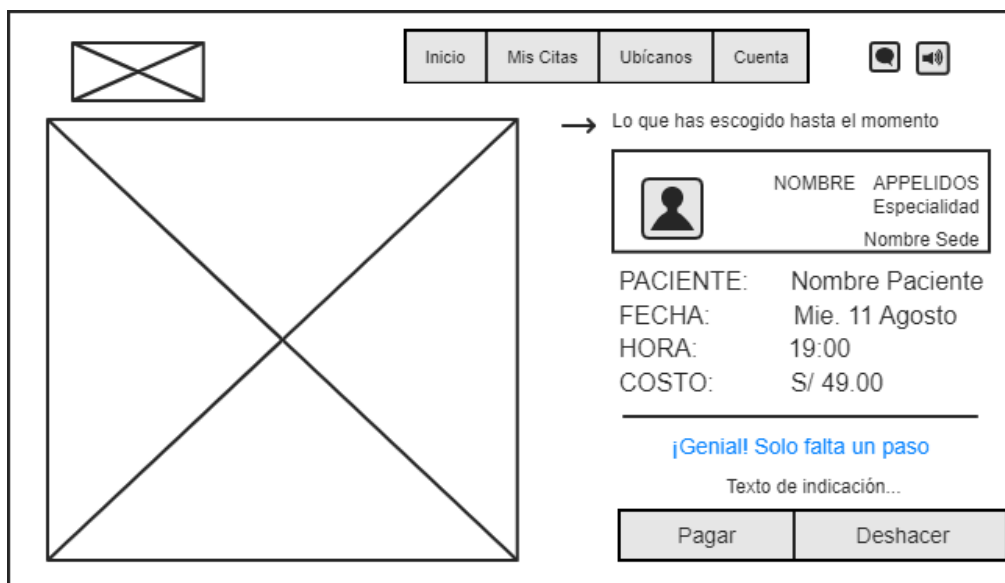 Inicio Mis Citas Ubícanos Cuenta
Lo que has escogido hasta el momento
NOMBRE APPELIDOS
Especialidad
Nombre Sede
PACIENTE: Nombre Paciente
FECHA: Mie. 11 Agosto
HORA: 19:00
COSTO: S/ 49.00
¡Genial! Solo falta un paso
Texto de indicación...
Pagar Deshacer